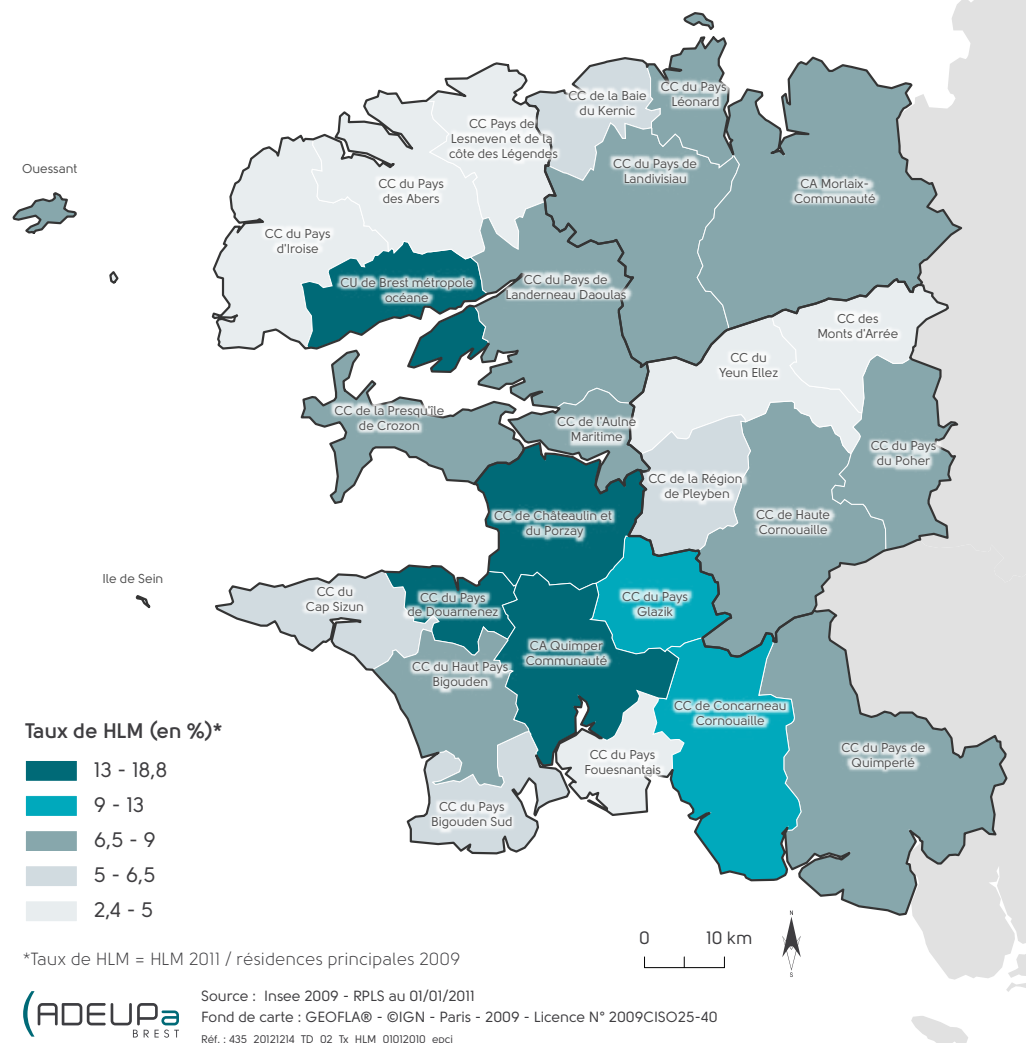 CC du Pays
Léonard
CC de la Baie
du Kernic
CC Pays de
Lesneven et de la
côte des Légendes
CC du Pays de
Landivisiau
Ouessant
CC du Pays
des Abers
CA Morlaix-
Communauté
CC du Pays
d'Iroise
CU de Brest métropole
océane
CC du Pays de
Landerneau Daoulas
CC des
Monts d'Arrée
CC du
Yeun Ellez
CC de la Presqu'île
de Crozon
CC de l'Aulne
Maritime
CC du Pays
du Poher
CC de la Région
de Pleyben
CC de Châteaulin et
du Porzay
CC de Haute
Cornouaille
Ile de Sein
CC du
Cap Sizun
CC du Pays
de Douarnenez
CC du Pays
Glazik
CA Quimper
Communauté
CC du Haut Pays
Bigouden
CC de Concarneau
Cornouaille
CC du Pays
Fouesnantais
CC du Pays de
Quimperlé
CC du Pays
Bigouden Sud
Taux de HLM (en %)*
13 - 18,8
9 - 13
6,5 - 9
5 - 6,5
2,4 - 5
0 10 km
N
S
*Taux de HLM = HLM 2011 / résidences principales 2009
ADEUPa
BREST
Source : Insee 2009 - RPLS au 01/01/2011
Fond de carte : GEOFLA® - ©IGN - Paris - 2009 - Licence N° 2009CISO25-40
Réf. : 435_20121214_TD_02_Tx_HLM_01012010_epci